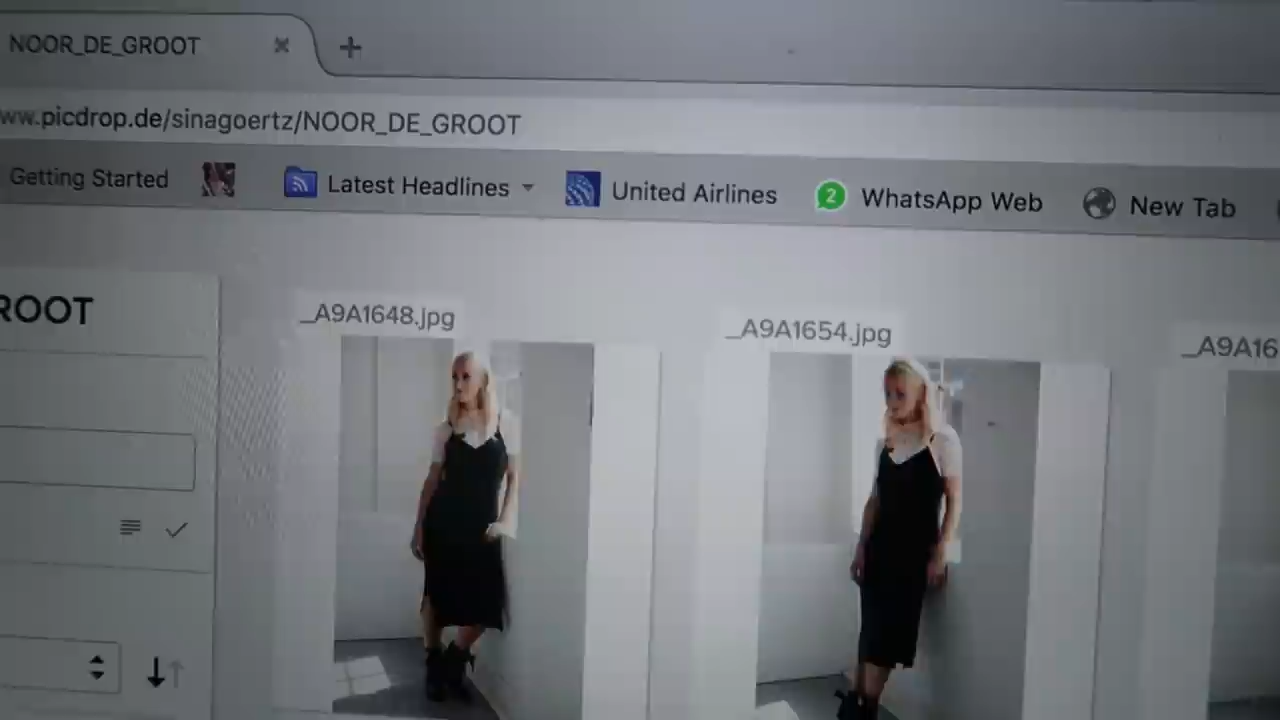 NOOR_DE_GROOT
ww.picdrop.de/sinagoertz/NOOR_DE_GROOT
Getting Started Latest Headlines United Airlines 2 WhatsApp Web New Tab
ROOT
_A9A1648.jpg _A9A1654.jpg _A9A16